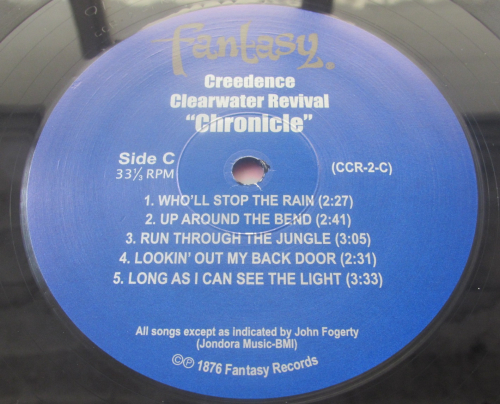 fantasy®
Creedence
Clearwater Revival
"Chronicle"
Side C
33⅓ RPM
(CCR-2-C)
1. WHO'LL STOP THE RAIN (2:27)
2. UP AROUND THE BEND (2:41)
3. RUN THROUGH THE JUNGLE (3:05)
4. LOOKIN' OUT MY BACK DOOR (2:31)
5. LONG AS I CAN SEE THE LIGHT (3:33)
All songs except as indicated by John Fogerty
(Jondora Music-BMI)
©℗ 1876 Fantasy Records